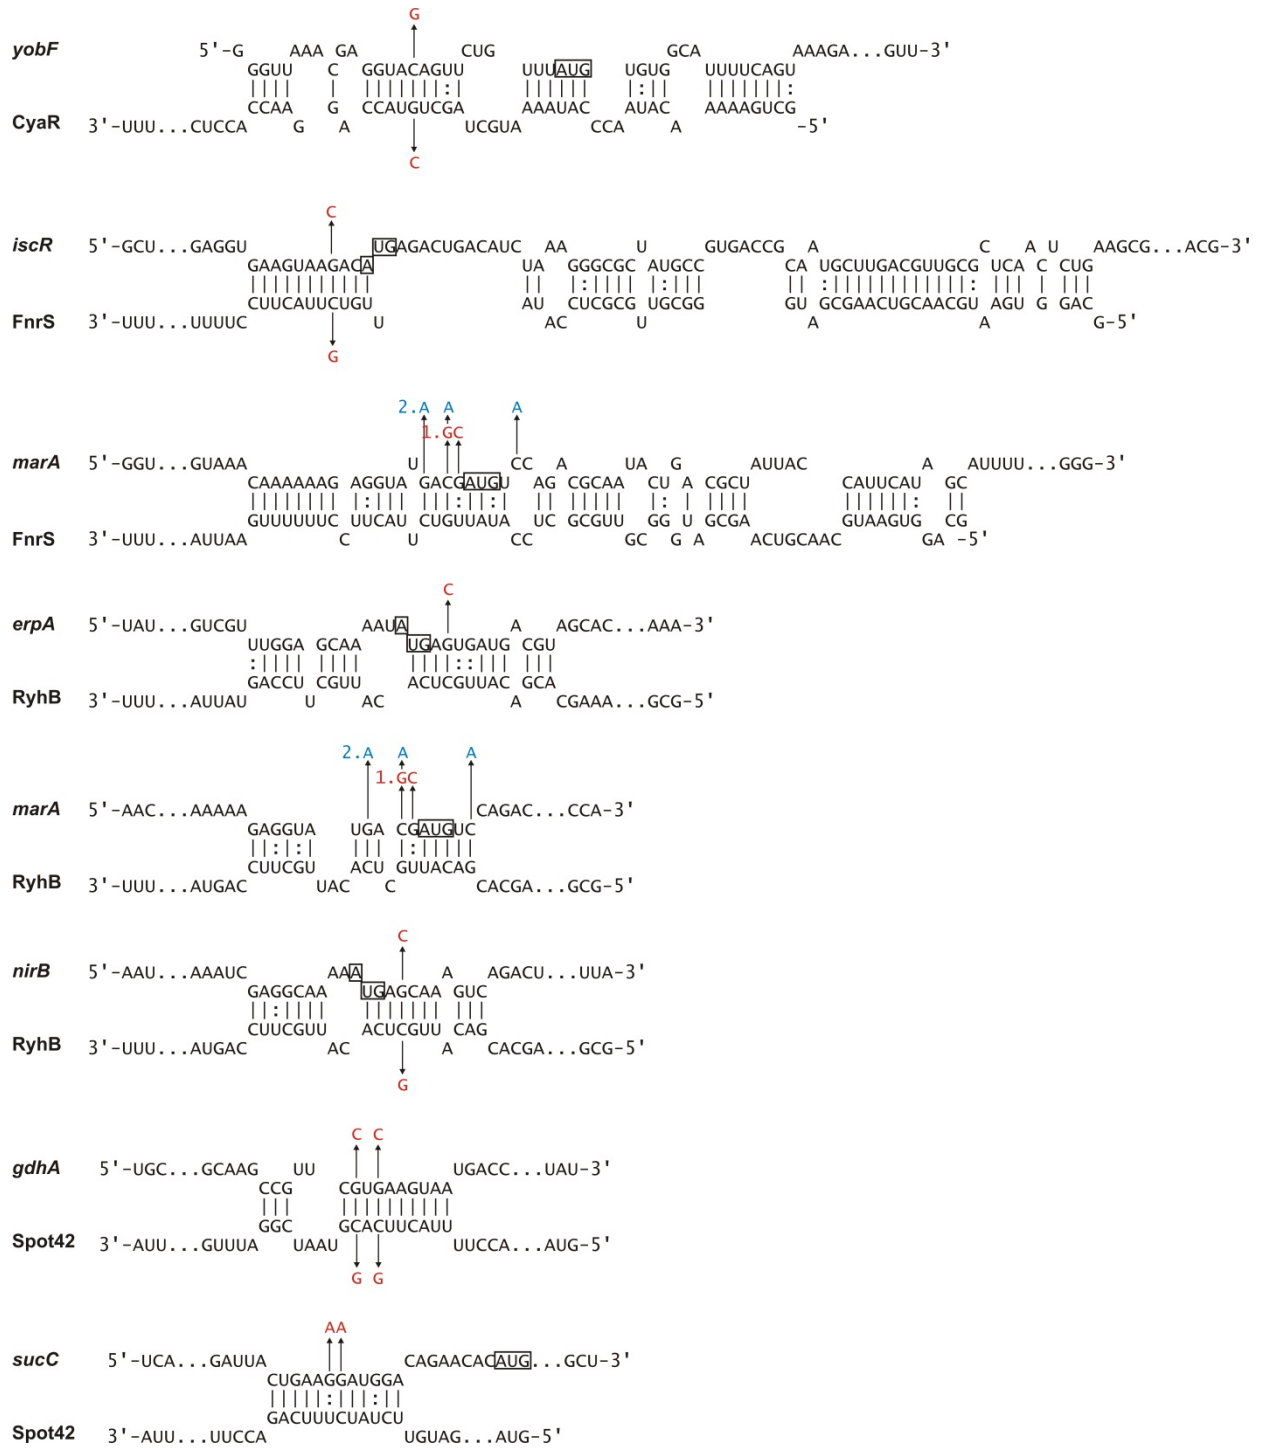 G
yobF 5'-G AAA GA CUG GCA AAAGA...GUU-3'
GGUU C GGUACAGUU UUUAUG UGUG UUUUCAGU
|||| | |||||||:| |||||| |:|| |||||||:
CCAA G CCAUGUCGA AAAUAC AUAC AAAAGUCG
CyaR 3'-UUU...CUCCA G A UCGUA CCA A -5'
C
C
iscR 5'-GCU...GAGGU UGAGACUGACAUC AA U GUGACCG A C A U AAGCG...ACG-3'
GAAGUAAGACA UA GGGCGC AUGCC CA UGCUUGACGUUGCG UCA C CUG
||||||||||| || |:|||| |:||| || :||||||||||||: ||| | |||
CUUCAUUCUGU AU CUCGCG UGCGG GU GCGAACUGCAACGU AGU G GAC
FnrS 3'-UUU...UUUUC U AC U A A G-5'
G
2.A A A
1.GC
marA 5'-GGU...GUAAA U CC A UA G AUUAC A AUUUU...GGG-3'
CAAAAAAG AGGUA GACGAUGU AG CGCAA CU A CGCU CAUUCAU GC
|||||||| |:||| |||:||:| || ||||| |: | |||| ||||||: ||
GUUUUUUC UUCAU CUGUUAUA UC GCGUU GG U GCGA GUAAGUG CG
FnrS 3'-UUU...AUUAA C U CC GC G A ACUGCAAC GA -5'
C
erpA 5'-UAU...GUCGU AAUA A AGCAC...AAA-3'
UUGGA GCAA UGAGUGAUG CGU
:|||| |||| ||||::||| |||
GACCU CGUU ACUCGUUAC GCA
RyhB 3'-UUU...AUUAU U AC A CGAAA...GCG-5'
2.A A A
1.GC
marA 5'-AAC...AAAAA CAGAC...CCA-3'
GAGGUA UGA CGAUGUC
||:|:| ||| |:|||||
CUUCGU ACU GUUACAG
RyhB 3'-UUU...AUGAC UAC C CACGA...GCG-5'
C
nirB 5'-AAU...AAAUC AAA A AGACU...UUA-3'
GAGGCAA UGAGCAA GUC
||:|||| ||||||| |||
CUUCGUU ACUCGUU CAG
RyhB 3'-UUU...AUGAC AC A CACGA...GCG-5'
G
C C
gdhA 5'-UGC...GCAAG UU UGACC...UAU-3'
CCG CGUGAAGUAA
||| ||||||||||
GGC GCACUUCAUU
Spot42 3'-AUU...GUUUA UAAU UUCCA...AUG-5'
G G
AA
sucC 5'-UCA...GAUUA CAGAACACAUG...GCU-3'
CUGAAGGAUGGA
|||||:|||:||
GACUUUCUAUCU
Spot42 3'-AUU...UUCCA UGUAG...AUG-5'